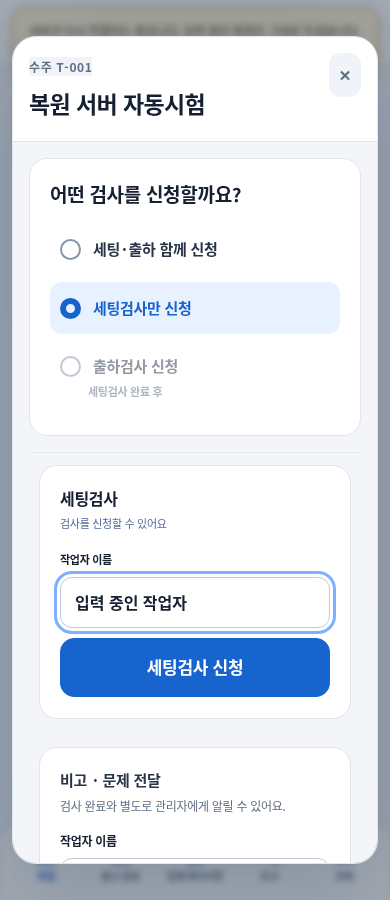 수주 T-001
복원 서버 자동시험
×
어떤 검사를 신청할까요?
세팅·출하 함께 신청
세팅검사만 신청
출하검사 신청
세팅검사 완료 후
세팅검사
검사를 신청할 수 있어요
작업자 이름
입력 중인 작업자
세팅검사 신청
비고·문제 전달
검사 완료와 별도로 관리자에게 알릴 수 있어요.
작업자 이름